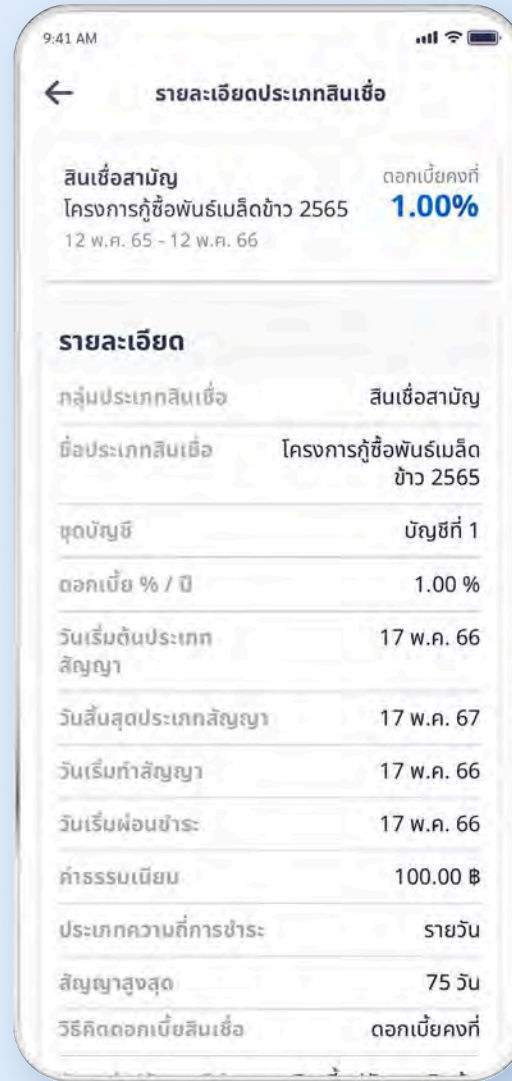 9:41 AM
รายละเอียดประเภทสินเชื่อ
สินเชื่อสามัญ
ดอกเบี้ยคงที่
โครงการกู้ซื้อพันธ์เมล็ดข้าว 2565
1.00%
12 พ.ค. 65 - 12 พ.ค. 66
รายละเอียด
กลุ่มประเภทสินเชื่อ สินเชื่อสามัญ
ชื่อประเภทสินเชื่อ โครงการกู้ซื้อพันธ์เมล็ด
ข้าว 2565
ชุดบัญชี บัญชีที่ 1
ดอกเบี้ย % / ปี 1.00 %
วันเริ่มต้นประเภท 17 พ.ค. 66
สัญญา
วันสิ้นสุดประเภทสัญญา 17 พ.ค. 67
วันเริ่มทำสัญญา 17 พ.ค. 66
วันเริ่มผ่อนชำระ 17 พ.ค. 66
ค่าธรรมเนียม 100.00 ฿
ประเภทความถี่การชำระ รายวัน
สัญญาสูงสุด 75 วัน
วิธีคิดดอกเบี้ยสินเชื่อ ดอกเบี้ยคงที่